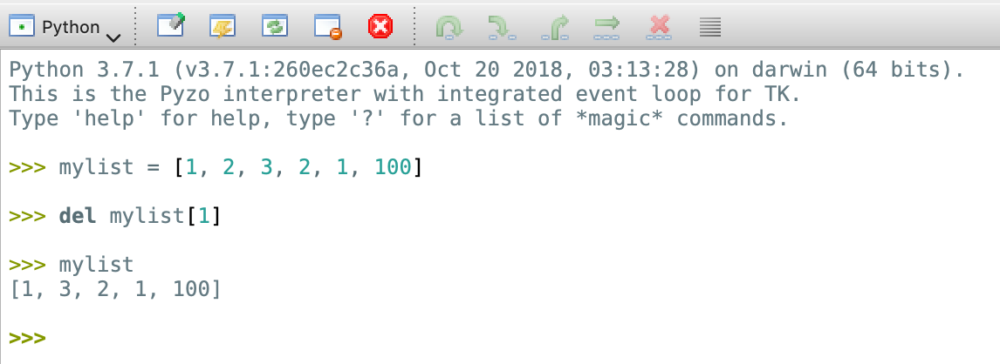 Python
Python 3.7.1 (v3.7.1:260ec2c36a, Oct 20 2018, 03:13:28) on darwin (64 bits).
This is the Pyzo interpreter with integrated event loop for TK.
Type 'help' for help, type '?' for a list of *magic* commands.
>>> mylist = [1, 2, 3, 2, 1, 100]
>>> del mylist[1]
>>> mylist
[1, 3, 2, 1, 100]
>>>